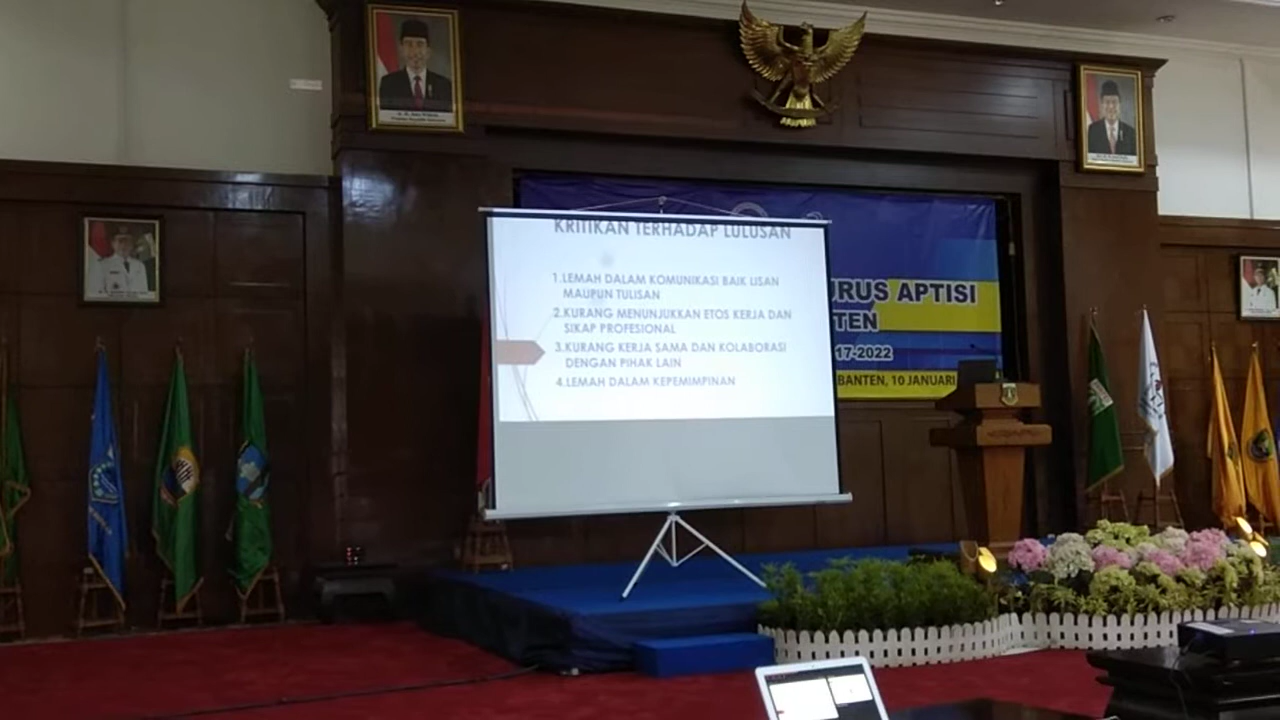 KRITIKAN TERHADAP LULUSAN
1.LEMAH DALAM KOMUNIKASI BAIK LISAN
MAUPUN TULISAN
2.KURANG MENUNJUKKAN ETOS KERJA DAN
SIKAP PROFESIONAL
3.KURANG KERJA SAMA DAN KOLABORASI
DENGAN PIHAK LAIN
4.LEMAH DALAM KEPEMIMPINAN
URUS APTISI
TEN
17-2022
BANTEN, 10 JANUARI